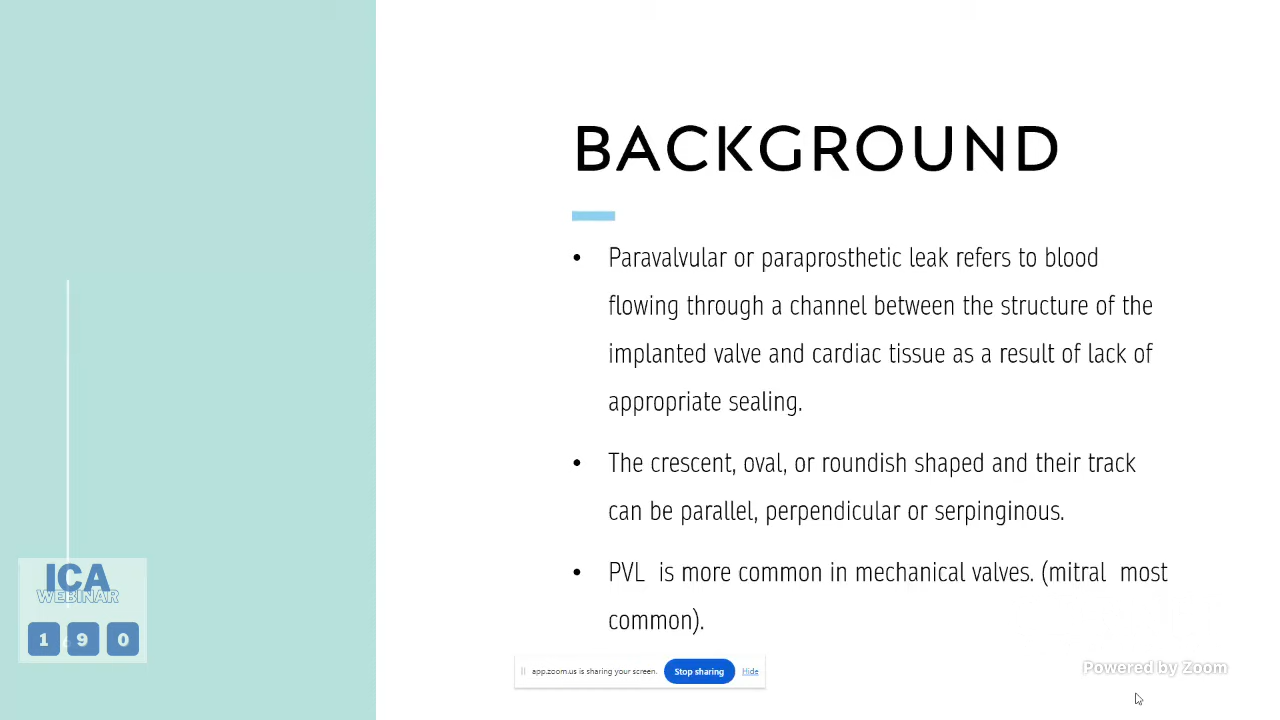 BACKGROUND
• Paravalvular or paraprosthetic leak refers to blood
flowing through a channel between the structure of the
implanted valve and cardiac tissue as a result of lack of
appropriate sealing.
• The crescent, oval, or roundish shaped and their track
can be parallel, perpendicular or serpinginous.
• PVL is more common in mechanical valves. (mitral most
common).
ICA
WEBINAR
1 9 0
app.zoom.us is sharing your screen. Stop sharing Hide
Powered by Zoom